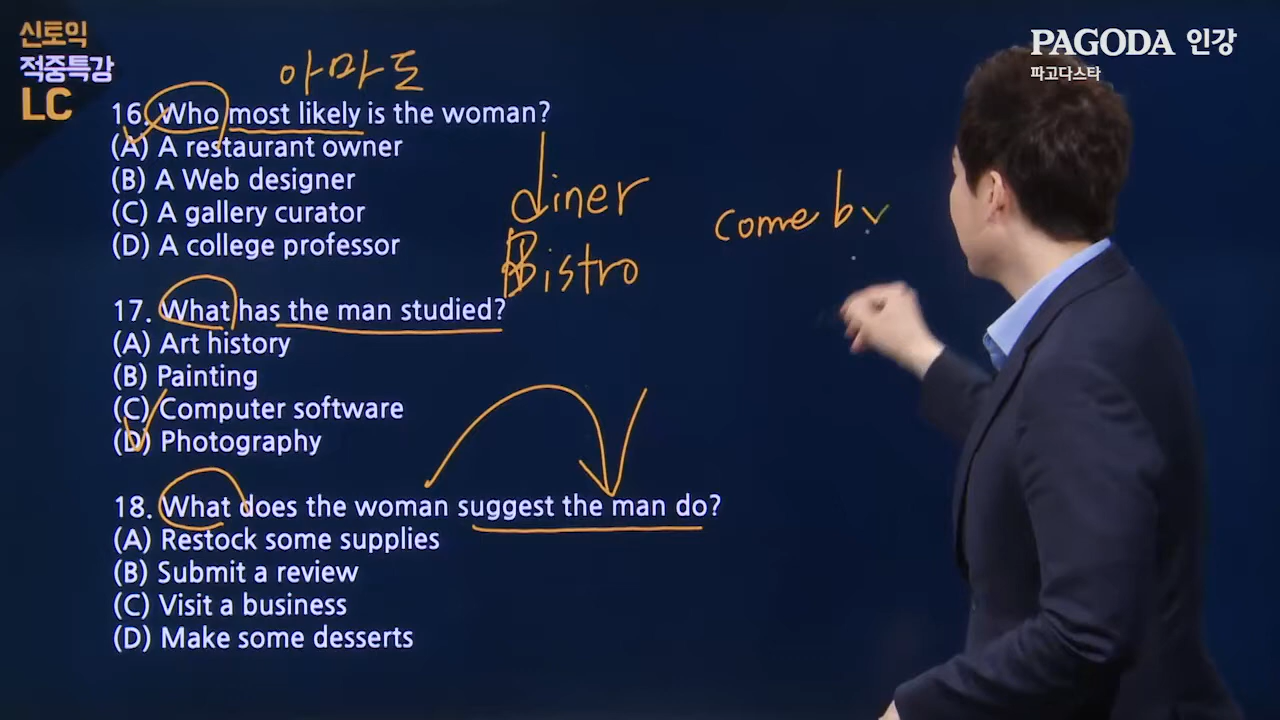 신토익
적중특강
LC
PAGODA 인강
파고다스타
아마도
16. Who most likely is the woman?
(A) A restaurant owner
(B) A Web designer
(C) A gallery curator
(D) A college professor
diner
Bistro
come by
17. What has the man studied?
(A) Art history
(B) Painting
(C) Computer software
(D) Photography
18. What does the woman suggest the man do?
(A) Restock some supplies
(B) Submit a review
(C) Visit a business
(D) Make some desserts